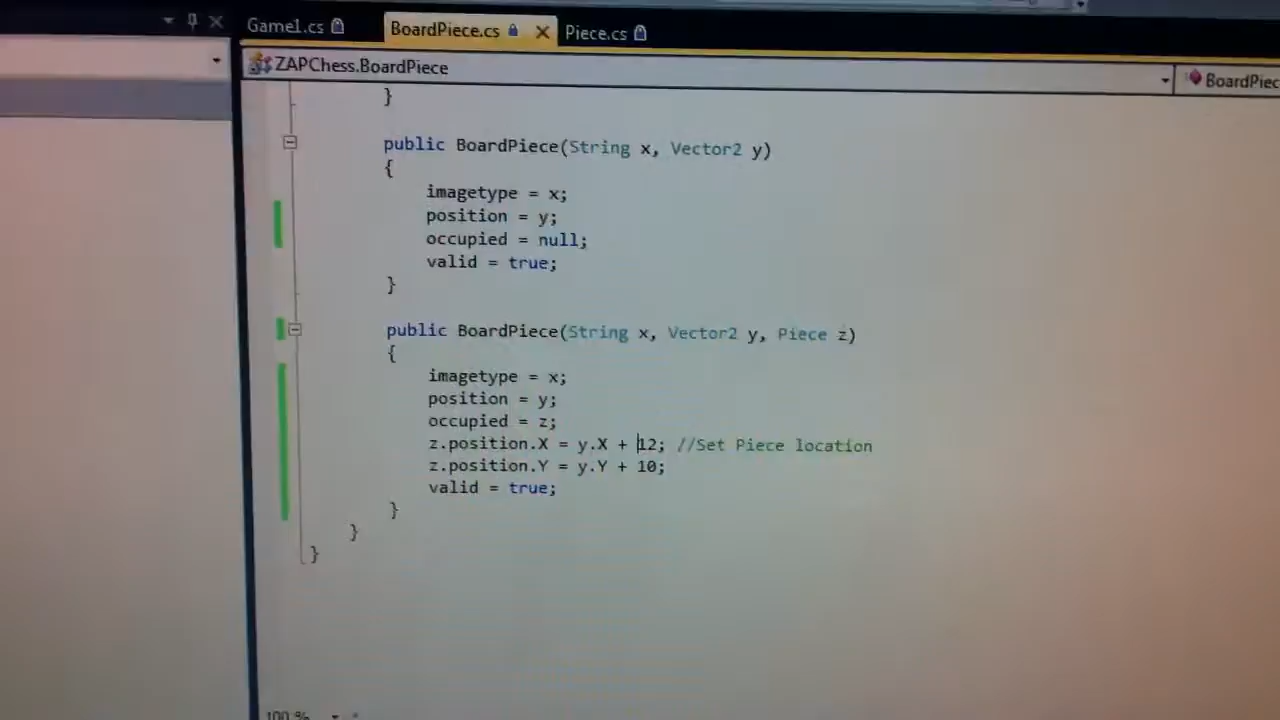 Game1.cs BoardPiece.cs Piece.cs
ZAPChess.BoardPiece BoardPiec
}
public BoardPiece(String x, Vector2 y)
{
imagetype = x;
position = y;
occupied = null;
valid = true;
}
public BoardPiece(String x, Vector2 y, Piece z)
{
imagetype = x;
position = y;
occupied = z;
z.position.X = y.X + 12; //Set Piece location
z.position.Y = y.Y + 10;
valid = true;
}
}
}
100 %